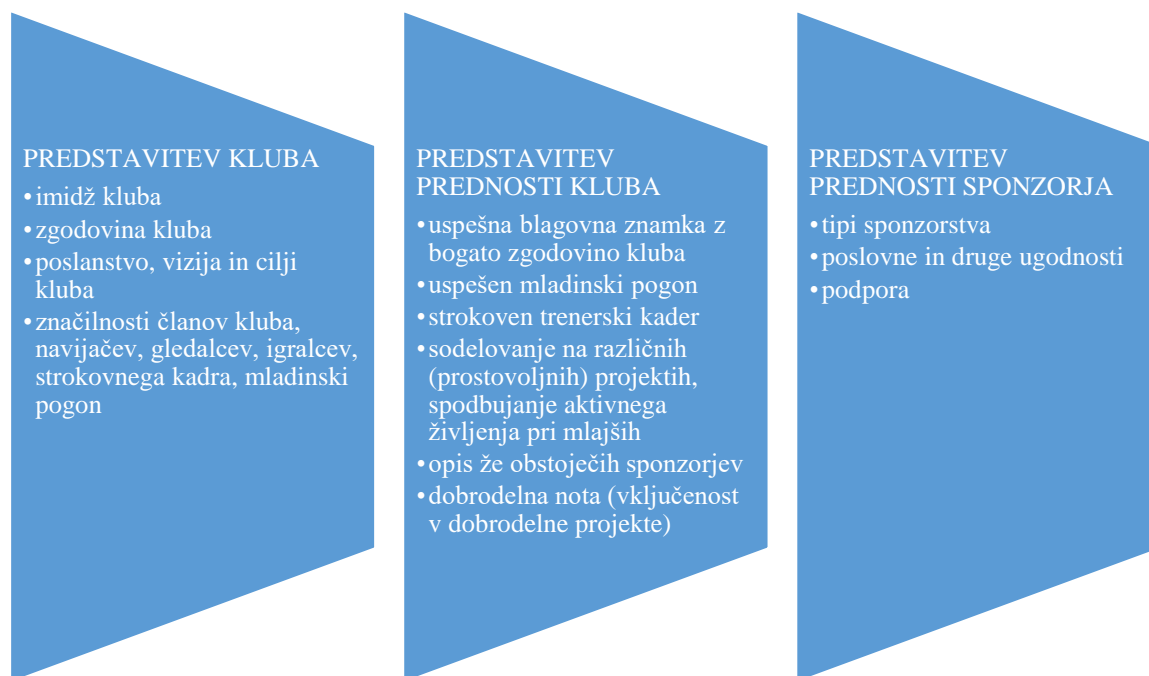 PREDSTAVITEV KLUBA
•imidž kluba
•zgodovina kluba
•poslanstvo, vizija in cilji
kluba
•značilnosti članov kluba,
navijačev, gledalcev, igralcev,
strokovnega kadra, mladinski
pogon
PREDSTAVITEV
PREDNOSTI KLUBA
•uspešna blagovna znamka z
bogato zgodovino kluba
•uspešen mladinski pogon
•strokoven trenerski kader
•sodelovanje na različnih
(prostovoljnih) projektih,
spodbujanje aktivnega
življenja pri mlajših
•opis že obstoječih sponzorjev
•dobrodelna nota (vključenost
v dobrodelne projekte)
PREDSTAVITEV
PREDNOSTI SPONZORJA
•tipi sponzorstva
•poslovne in druge ugodnosti
•podpora